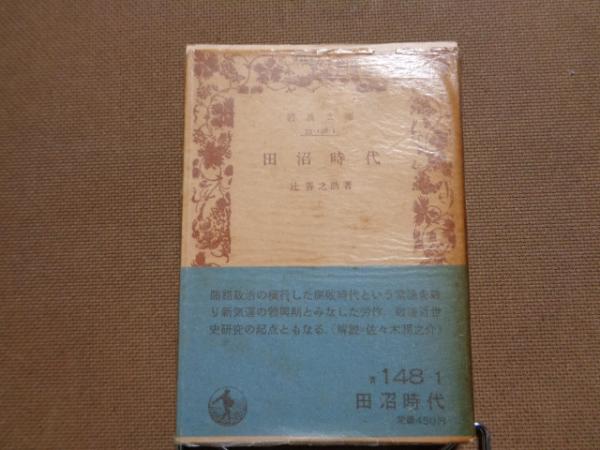 岩波文庫
33-148-1
田沼時代
辻善之助著
賄賂政治の横行した腐敗時代という常識を破
り新気運の勃興期とみなした労作．戦後近世
史研究の起点ともなる．(解説=佐々木潤之介)
青148-1
田沼時代
定価450円